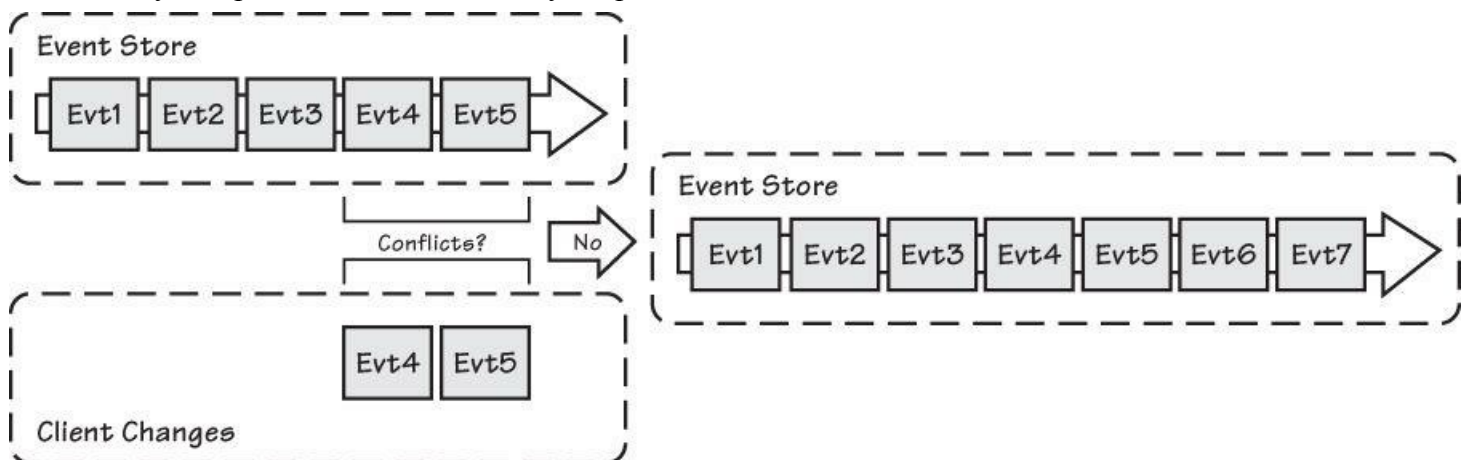 Event Store
Evt1 Evt2 Evt3 Evt4 Evt5
Conflicts?
No
Evt4 Evt5
Client Changes
Event Store
Evt1 Evt2 Evt3 Evt4 Evt5 Evt6 Evt7